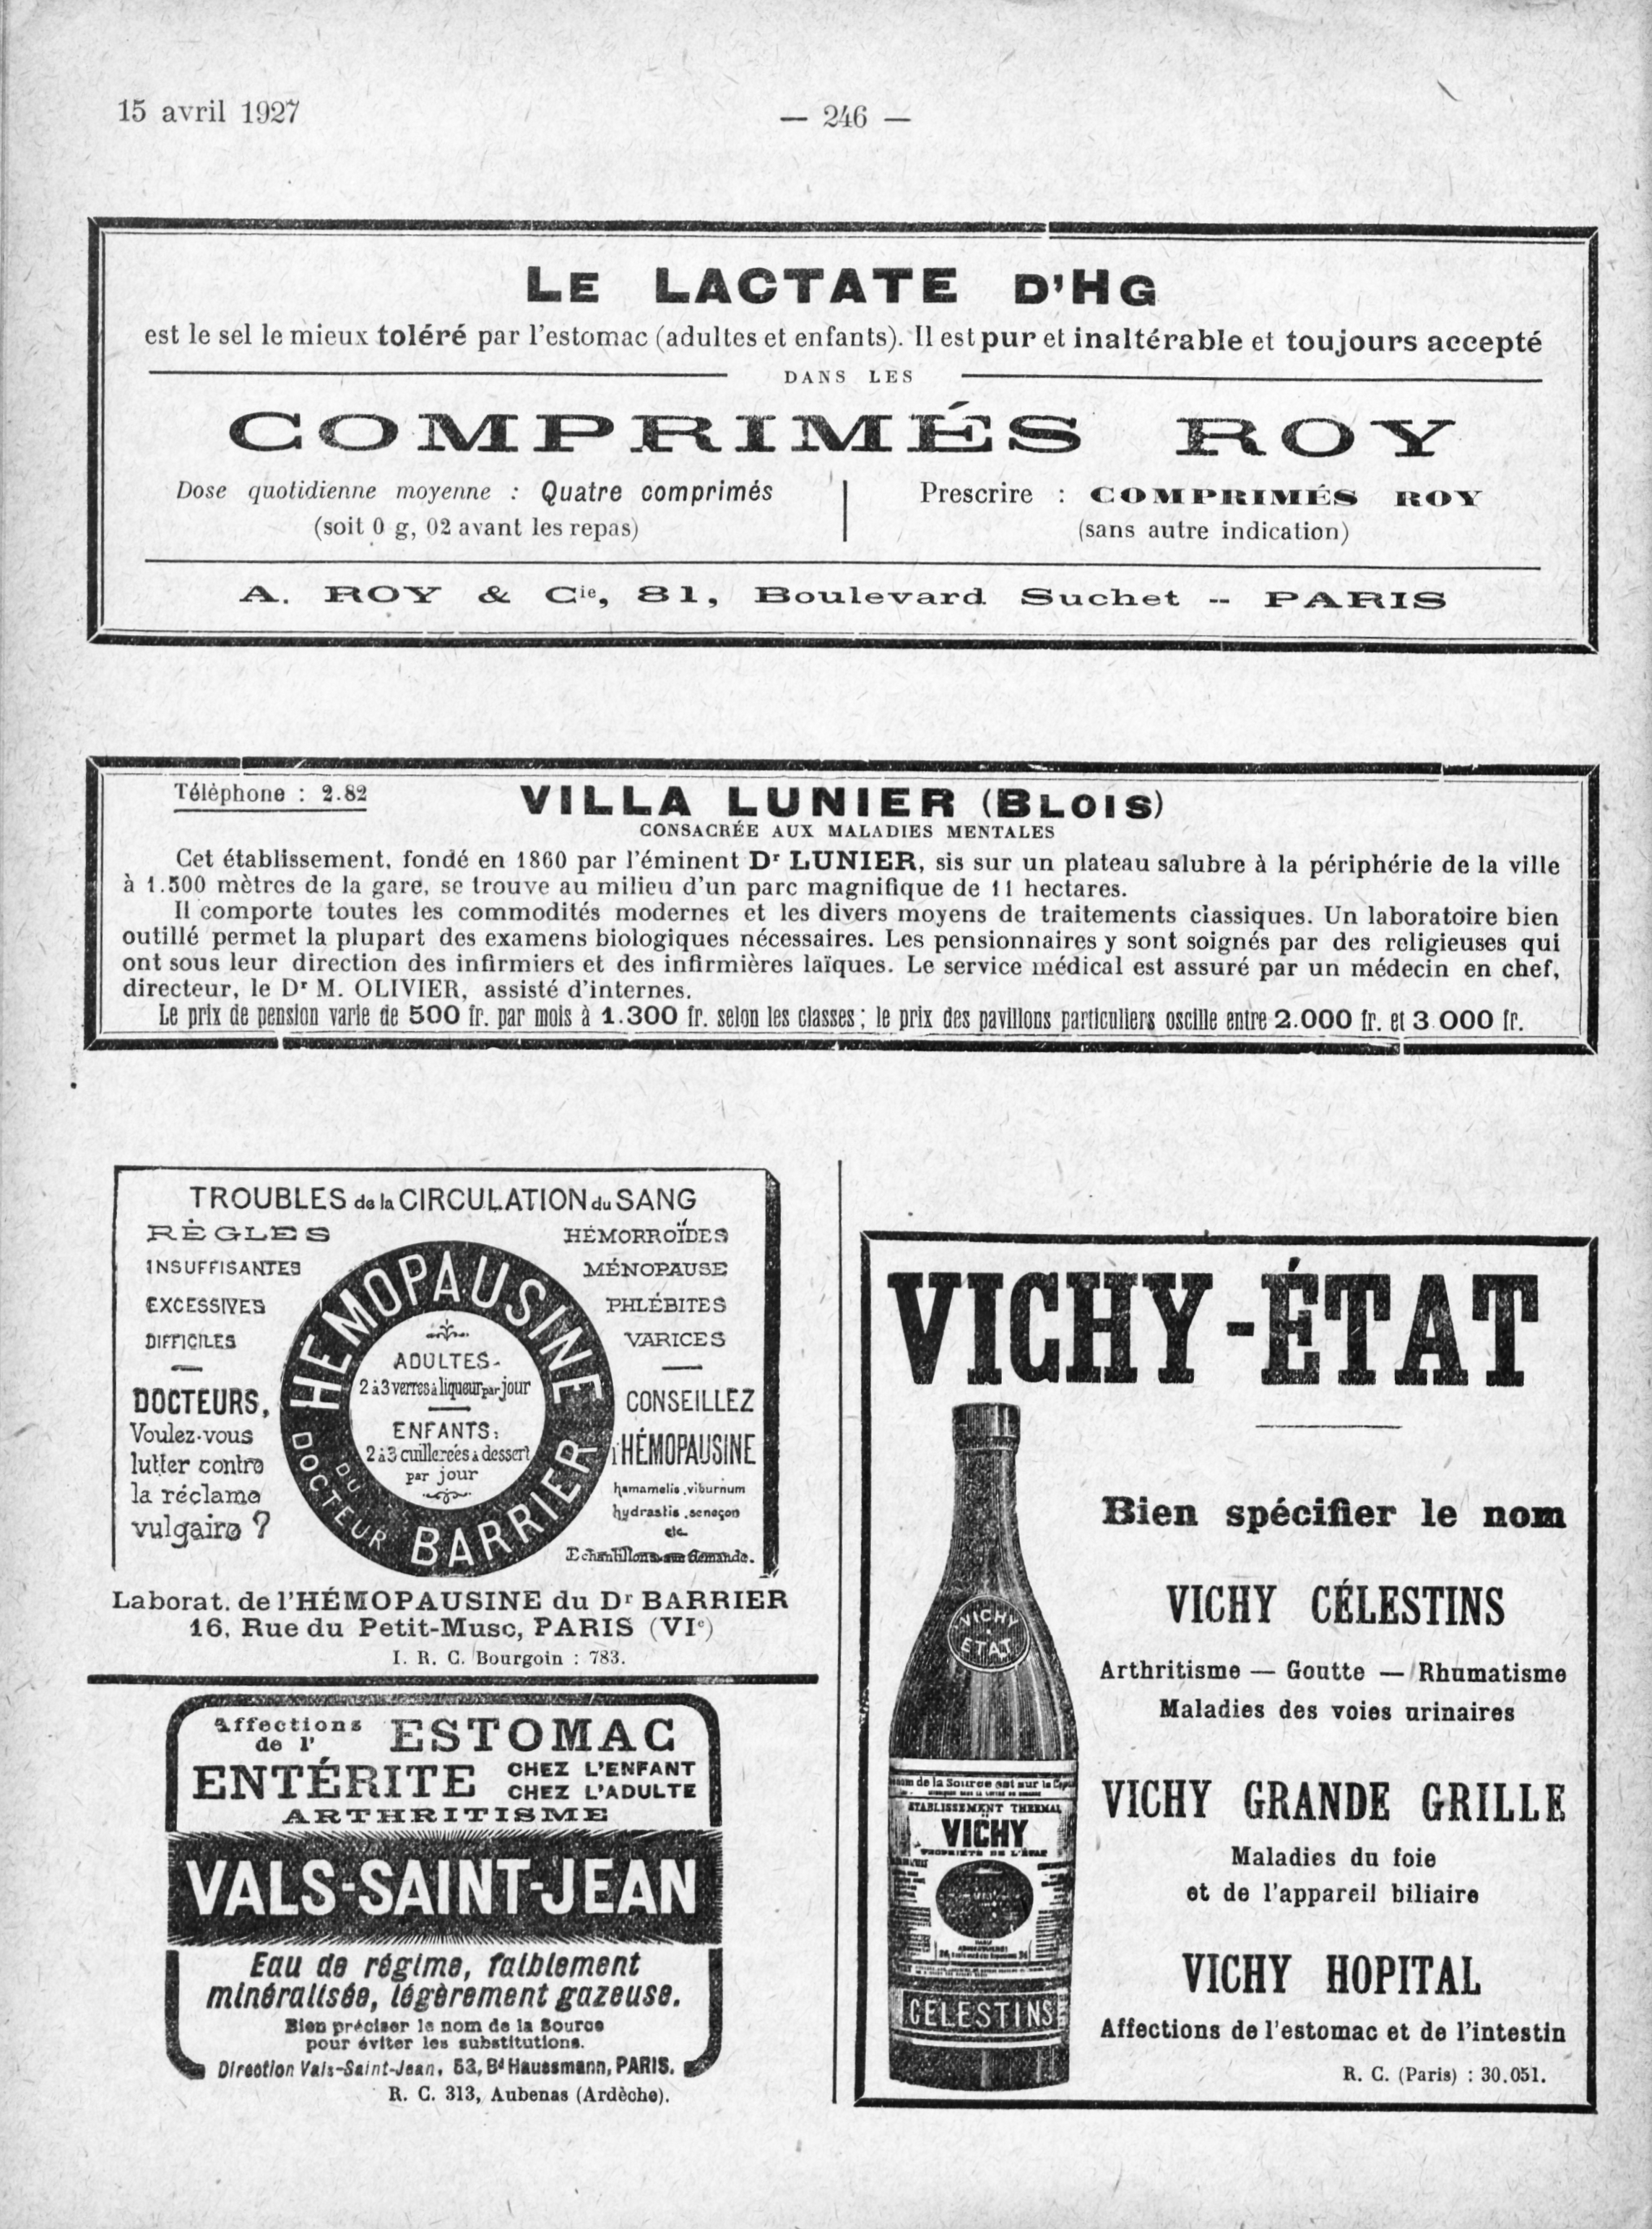 15 avril 1927
— 246 —
LE LACTATE D'HG
est le sel le mieux toléré par l'estomac (adultes et enfants). Il est pur et inaltérable et toujours accepté
DANS LES
COMPRIMÉS ROY
Dose quotidienne moyenne : Quatre comprimés
(soit 0 g, 02 avant les repas)
Prescrire : COMPRIMÉS ROY
(sans autre indication)
A. ROY & Cie, 81, Boulevard Suchet -- PARIS
Téléphone : 2.82
VILLA LUNIER (BLOIS)
CONSACRÉE AUX MALADIES MENTALES
Cet établissement, fondé en 1860 par l'éminent Dr LUNIER, sis sur un plateau salubre à la périphérie de la ville
à 1.500 mètres de la gare, se trouve au milieu d'un parc magnifique de 11 hectares.
Il comporte toutes les commodités modernes et les divers moyens de traitements classiques. Un laboratoire bien
outillé permet la plupart des examens biologiques nécessaires. Les pensionnaires y sont soignés par des religieuses qui
ont sous leur direction des infirmiers et des infirmières laïques. Le service médical est assuré par un médecin en chef,
directeur, le Dr M. OLIVIER, assisté d'internes.
Le prix de pension varie de 500 fr. par mois à 1.300 fr. selon les classes ; le prix des pavillons particuliers oscille entre 2.000 fr. et 3 000 fr.
TROUBLES de la CIRCULATION du SANG
RÈGLES
INSUFFISANTES
EXCESSIVES
DIFFICILES
DOCTEURS,
Voulez-vous
lutter contre
la réclame
vulgaire ?
HÉMOPAUSINE
DU DOCTEUR BARRIER
ADULTES-
2 à 3 verres à liqueur par jour
ENFANTS:
2 à 3 cuillerées à dessert
par jour
HÉMORROÏDES
MÉNOPAUSE
PHLÉBITES
VARICES
CONSEILLEZ
l'HÉMOPAUSINE
hamamelis, viburnum
hydrastis, seneçon
etc.
Echantillons sur demande.
Laborat. de l'HÉMOPAUSINE du Dr BARRIER
16, Rue du Petit-Musc, PARIS (VIe)
I. R. C. Bourgoin : 783.
Affections
de l'
ESTOMAC
ENTÉRITE
CHEZ L'ENFANT
CHEZ L'ADULTE
ARTHRITISME
VALS-SAINT-JEAN
Eau de régime, faiblement
minéralisée, légèrement gazeuse.
Bien préciser le nom de la Source
pour éviter les substitutions.
Direction Vals-Saint-Jean, 53, Bd Haussmann, PARIS.
R. C. 313, Aubenas (Ardèche).
VICHY-ÉTAT
VICHY
ETAT
nom de la Source est sur la
ETABLISSEMENT THERMAL
VICHY
PROPRIÉTÉ DE L'ÉTAT
CELESTINS
Bien spécifier le nom
VICHY CÉLESTINS
Arthritisme — Goutte — Rhumatisme
Maladies des voies urinaires
VICHY GRANDE GRILLE
Maladies du foie
et de l'appareil biliaire
VICHY HOPITAL
Affections de l'estomac et de l'intestin
R. C. (Paris) : 30.051.